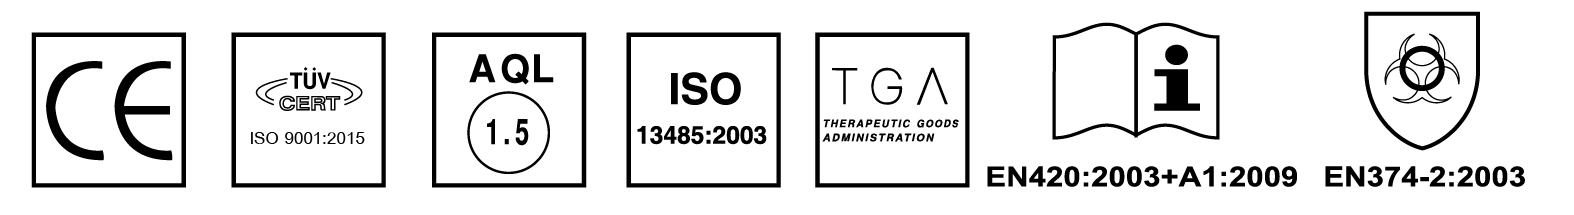 CE
TÜV
CERT
ISO 9001:2015
AQL
1.5
ISO
13485:2003
TGA
THERAPEUTIC GOODS
ADMINISTRATION
i
EN420:2003+A1:2009
EN374-2:2003